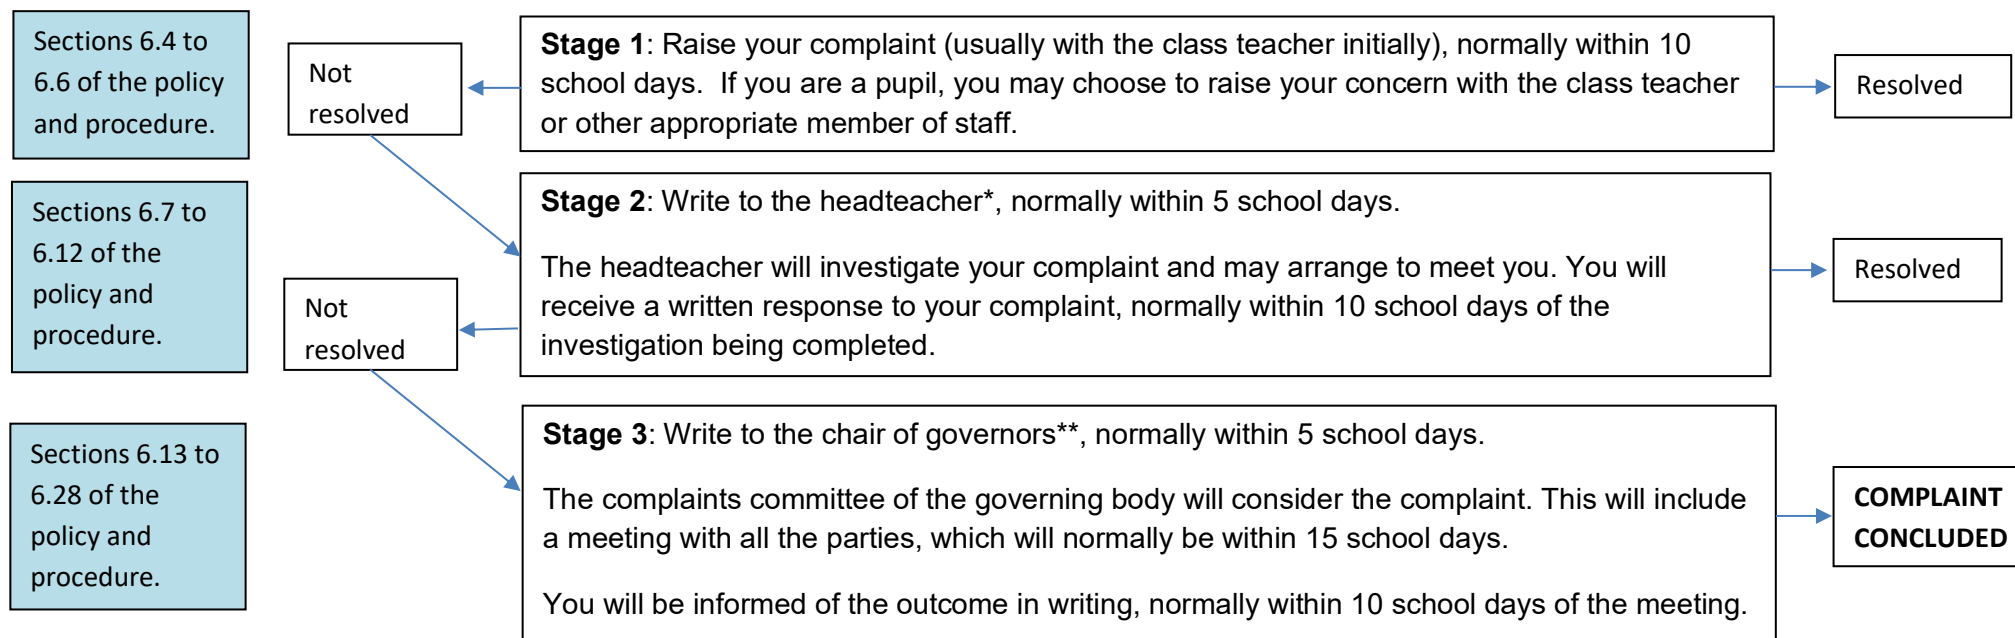 Sections 6.4 to
6.6 of the policy
and procedure.
Not
resolved
Stage 1: Raise your complaint (usually with the class teacher initially), normally within 10
school days.  If you are a pupil, you may choose to raise your concern with the class teacher
or other appropriate member of staff.
Resolved
Sections 6.7 to
6.12 of the
policy and
procedure.
Not
resolved
Stage 2: Write to the headteacher*, normally within 5 school days.
The headteacher will investigate your complaint and may arrange to meet you. You will
receive a written response to your complaint, normally within 10 school days of the
investigation being completed.
Resolved
Sections 6.13 to
6.28 of the
policy and
procedure.
Stage 3: Write to the chair of governors**, normally within 5 school days.
The complaints committee of the governing body will consider the complaint. This will include
a meeting with all the parties, which will normally be within 15 school days.
You will be informed of the outcome in writing, normally within 10 school days of the meeting.
COMPLAINT
CONCLUDED